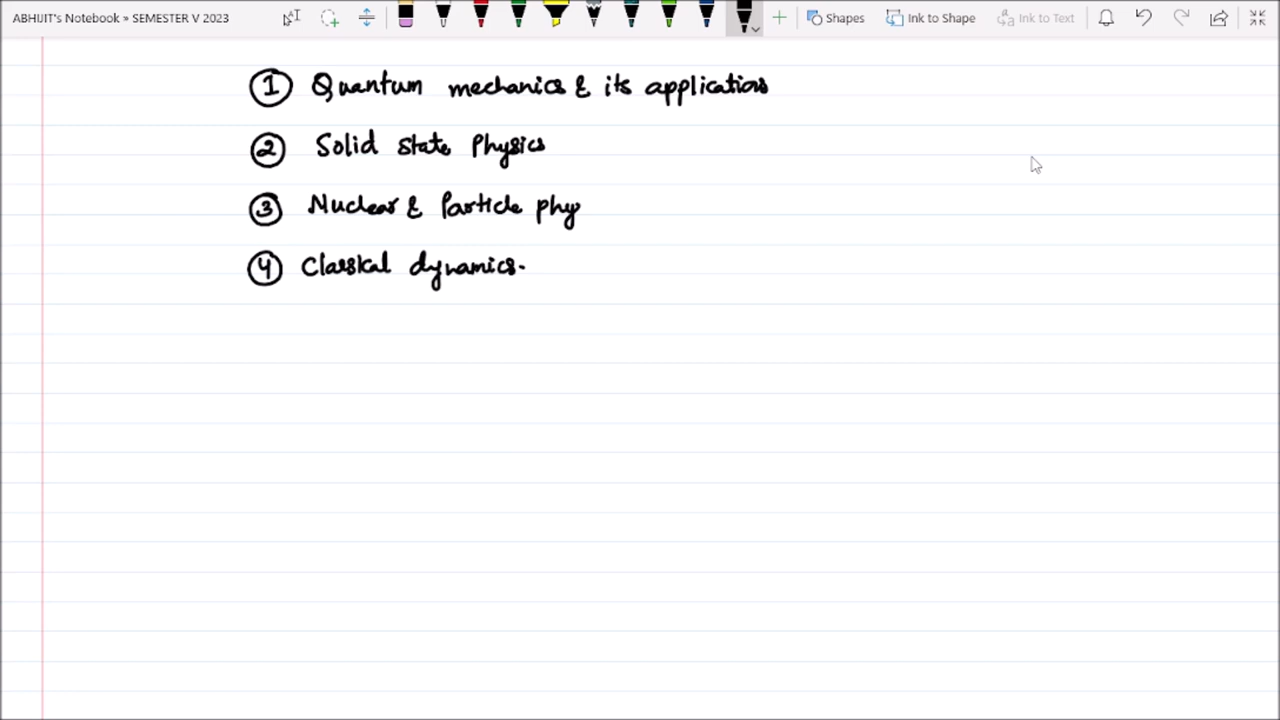 ABHIJIT's Notebook » SEMESTER V 2023 Shapes Ink to Shape Ink to Text
① Quantum mechanics & its applications
② Solid state Physics
③ Nuclear & Particle phy
④ Classical dynamics.